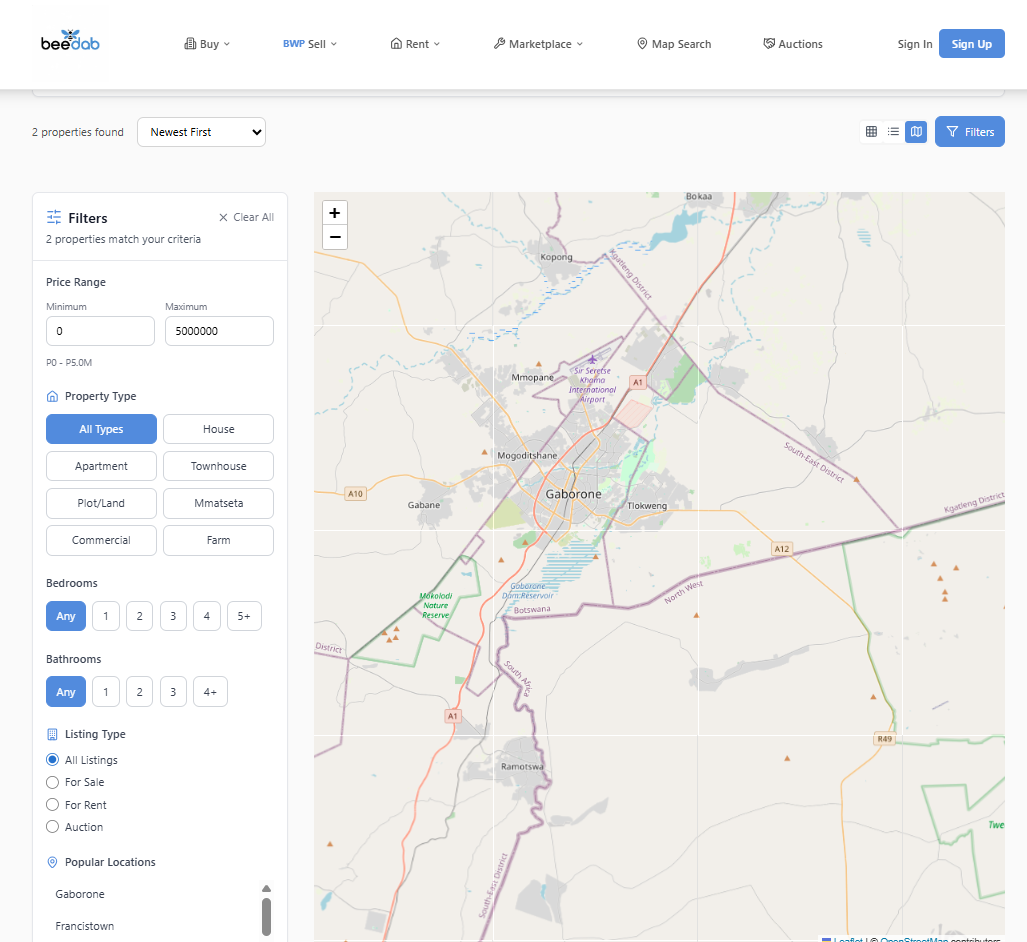 beedab
Buy
BWP Sell
Rent
Marketplace
Map Search
Auctions
Sign In
Sign Up
2 properties found
Newest First
Filters
Filters
Clear All
2 properties match your criteria
Price Range
Minimum
Maximum
0
5000000
P0 - P5.0M
Property Type
All Types
House
Apartment
Townhouse
Plot/Land
Mmatseta
Commercial
Farm
Bedrooms
Any
1
2
3
4
5+
Bathrooms
Any
1
2
3
4+
Listing Type
All Listings
For Sale
For Rent
Auction
Popular Locations
Gaborone
Francistown
+
−
Bokaa
Kopong
Kgatleng District
Mmopane
Sir Seretse
Khama
International
Airport
A1
Mogoditshane
South-East District
A10
Gaborone
Gabane
Tlokweng
Kgatleng District
A12
Gaborone
Dam Reservoir
Mokolodi
Nature
Reserve
Botswana
North West
District
South Africa
A1
R49
Ramotswa
Twe
South-East District
Leaflet | © OpenStreetMap contributors